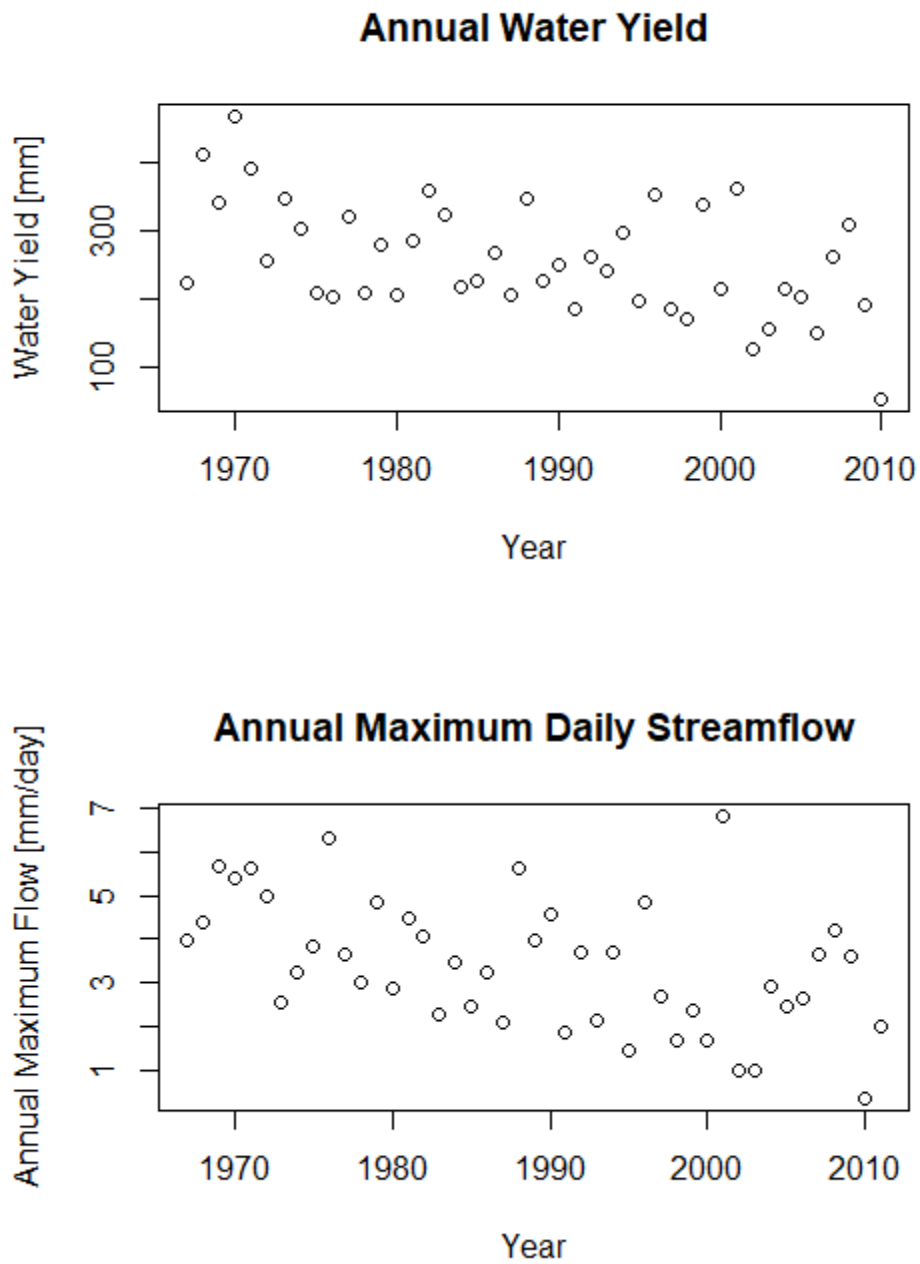 Annual Water Yield
Water Yield [mm]
300
100
1970 1980 1990 2000 2010
Year
Annual Maximum Daily Streamflow
Annual Maximum Flow [mm/day]
7
5
3
1
1970 1980 1990 2000 2010
Year